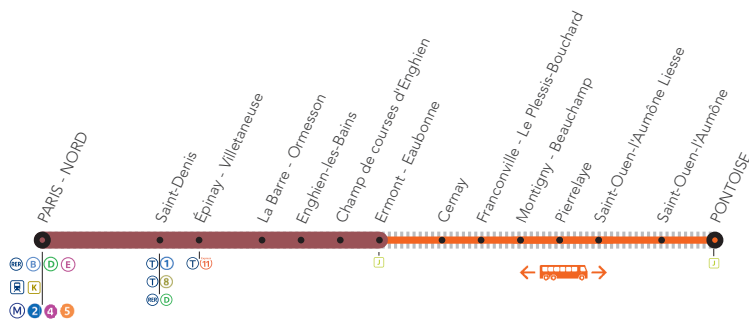 PARIS - NORD
Saint-Denis
Épinay - Villetaneuse
La Barre - Ormesson
Enghien-les-Bains
Champ de courses d'Enghien
Ermont - Eaubonne
Cernay
Franconville - Le Plessis-Bouchard
Montigny - Beauchamp
Pierrelaye
Saint-Ouen-l'Aumône Liesse
Saint-Ouen-l'Aumône
PONTOISE
RER B D E
K
M 2 4 5
T 1
T 8
RER D
T 11
J
J